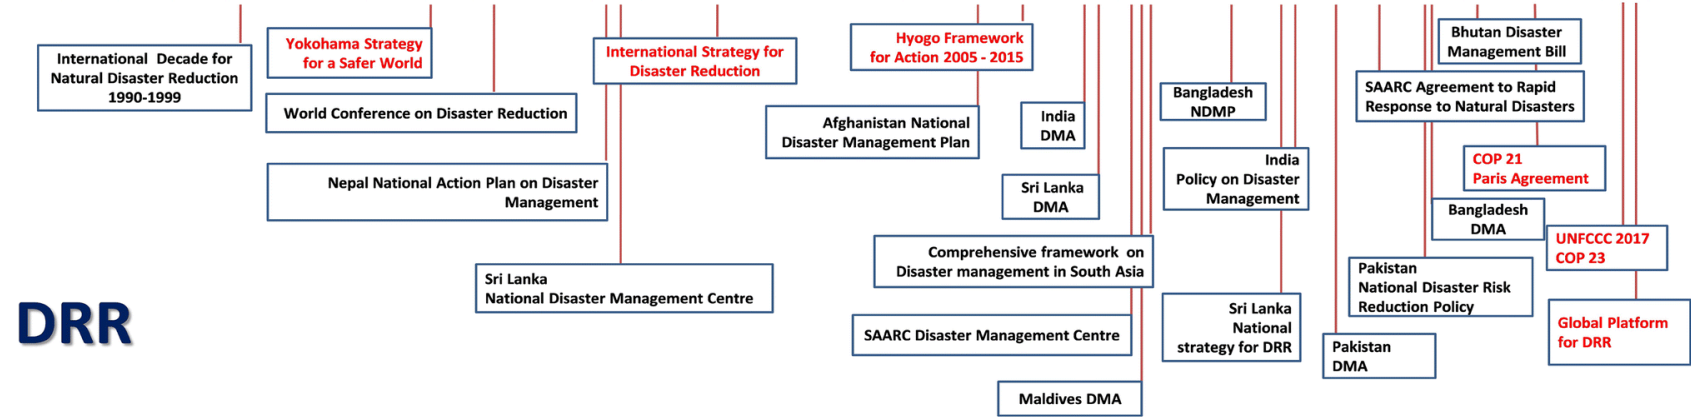 International Decade for
Natural Disaster Reduction
1990-1999
Yokohama Strategy
for a Safer World
World Conference on Disaster Reduction
Nepal National Action Plan on Disaster
Management
International Strategy for
Disaster Reduction
Sri Lanka
National Disaster Management Centre
Hyogo Framework
for Action 2005 - 2015
Afghanistan National
Disaster Management Plan
India
DMA
Sri Lanka
DMA
Comprehensive framework on
Disaster management in South Asia
SAARC Disaster Management Centre
Maldives DMA
Bangladesh
NDMP
India
Policy on Disaster
Management
Sri Lanka
National
strategy for DRR
Bhutan Disaster
Management Bill
SAARC Agreement to Rapid
Response to Natural Disasters
COP 21
Paris Agreement
Bangladesh
DMA
UNFCCC 2017
COP 23
Pakistan
National Disaster Risk
Reduction Policy
Global Platform
for DRR
Pakistan
DMA
DRR